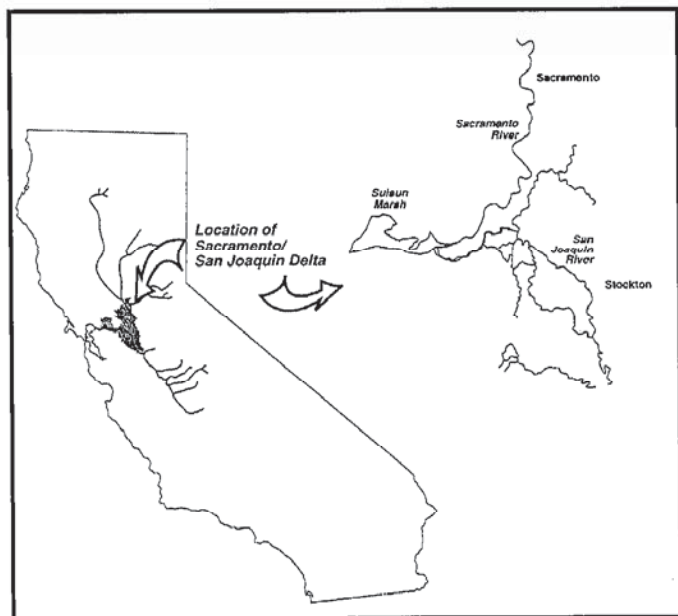 Sacramento
Sacramento
River
Suisun
Marsh
Location of
Sacramento/
San Joaquin Delta
San
Joaquin
River
Stockton